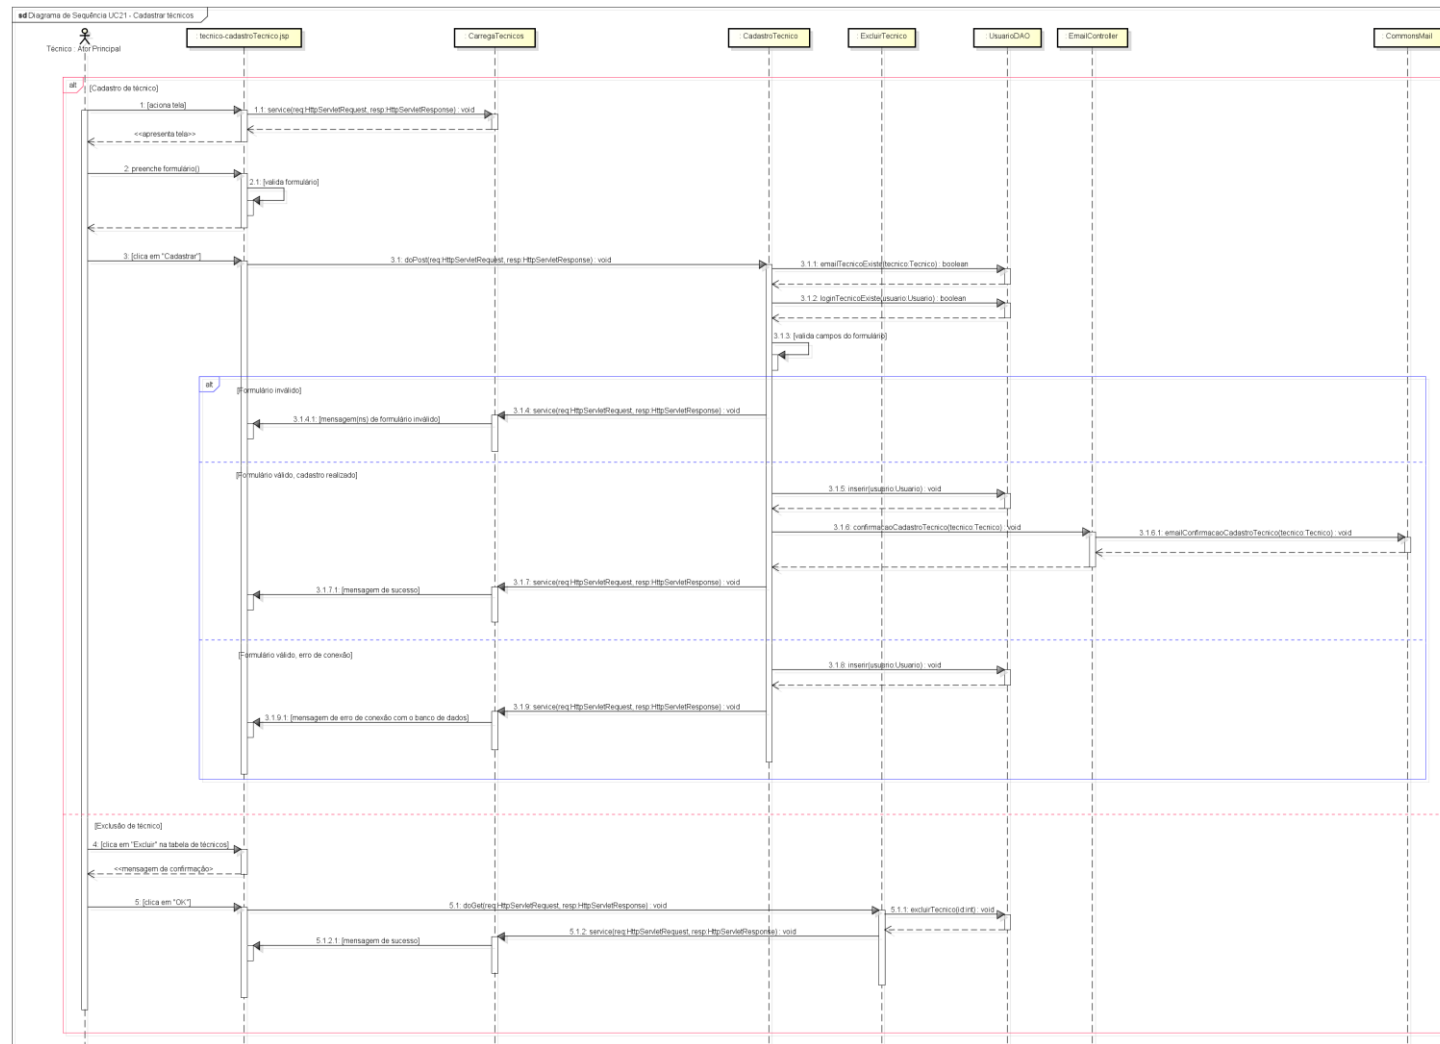 sd Diagrama de Sequência UC21 - Cadastrar técnicos
Técnico : Ator Principal
tecnico-cadastroTecnico.jsp
: CarregaTecnicos
CadastroTecnico
: ExcluirTecnico
: UsuarioDAO
: EmailController
CommonsMail
alt
[Cadastro de técnico]
1: [aciona tela]
1.1: service(req:HttpServletRequest, resp:HttpServletResponse) : void
<<apresenta tela>>
2: preenche formulário()
2.1: [valida formulário]
3: [clica em "Cadastrar"]
3.1: doPost(req:HttpServletRequest, resp:HttpServletResponse) : void
3.1.1: emailTecnicoExiste(tecnico:Tecnico) : boolean
3.1.2: loginTecnicoExiste(usuario:Usuario) : boolean
3.1.3: [valida campos do formulário]
alt
[Formulário inválido]
3.1.4: service(req:HttpServletRequest, resp:HttpServletResponse) : void
3.1.4.1: [mensagem(ns) de formulário inválido]
[Formulário válido, cadastro realizado]
3.1.5: inserir(usuario:Usuario) : void
3.1.6: confirmacaoCadastroTecnico(tecnico:Tecnico) : void
3.1.6.1: emailConfirmacaoCadastroTecnico(tecnico:Tecnico) : void
3.1.7: service(req:HttpServletRequest, resp:HttpServletResponse) : void
3.1.7.1: [mensagem de sucesso]
[Formulário válido, erro de conexão]
3.1.8: inserir(usuario:Usuario) : void
3.1.9: service(req:HttpServletRequest, resp:HttpServletResponse) : void
3.1.9.1: [mensagem de erro de conexão com o banco de dados]
[Exclusão de técnico]
4: [clica em "Excluir" na tabela de técnicos]
<<mensagem de confirmação>
5: [clica em "OK"]
5.1: doGet(req:HttpServletRequest, resp:HttpServletResponse) : void
5.1.1: excluirTecnico(id:int) : void
5.1.2: service(req:HttpServletRequest, resp:HttpServletResponse) : void
5.1.2.1: [mensagem de sucesso]